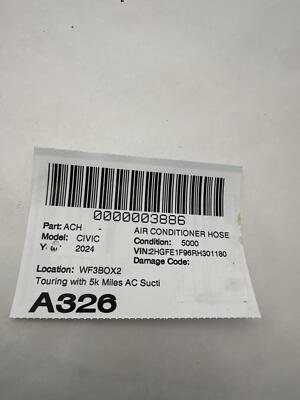 0000003886
Part: ACH - AIR CONDITIONER HOSE
Model: CIVIC Condition: 5000
Year: 2024 VIN:2HGFE1F96RH301180
Damage Code:
Location: WF3BOX2
Touring with 5k Miles AC Sucti
A326